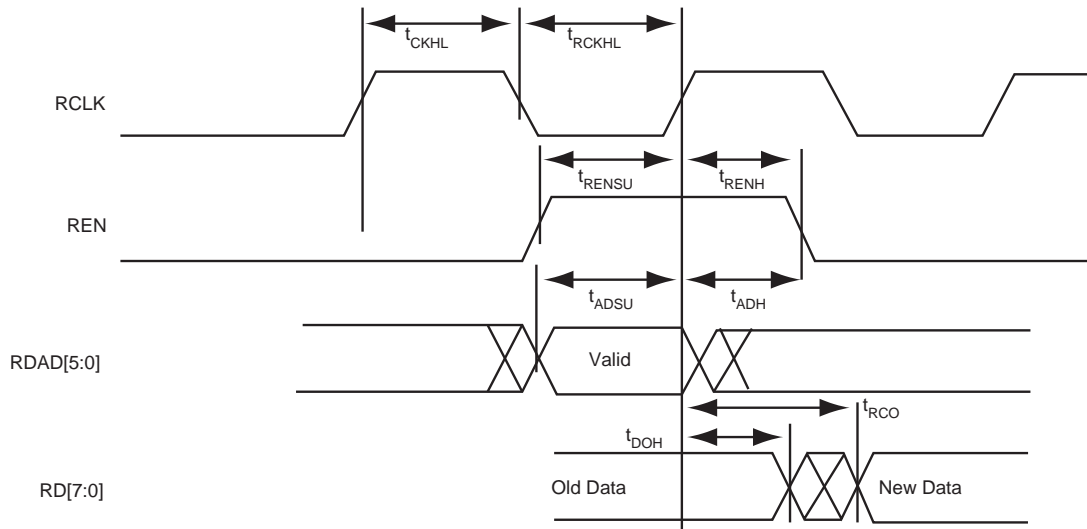 tCKHL
tRCKHL
RCLK
tRENSU
tRENH
REN
tADSU
tADH
RDAD[5:0]
Valid
tRCO
tDOH
RD[7:0]
Old Data
New Data